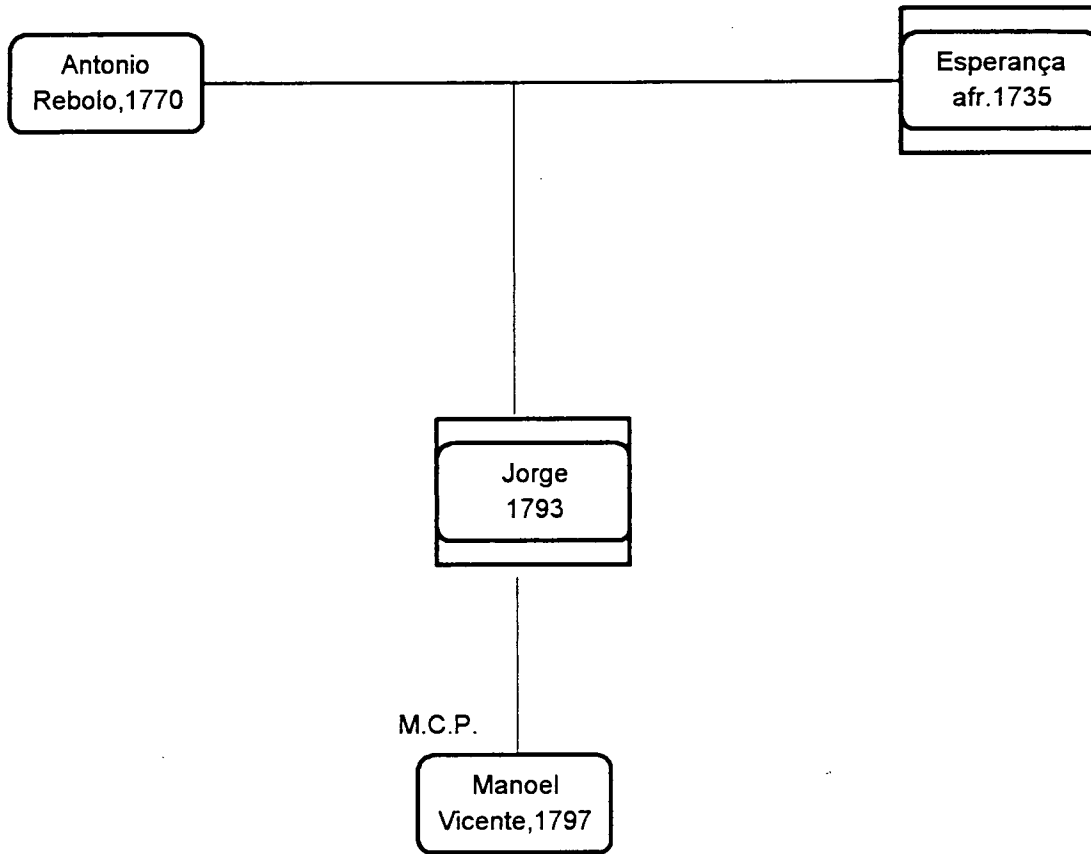 Antonio
Rebolo,1770
Esperança
afr.1735
Jorge
1793
M.C.P.
Manoel
Vicente,1797